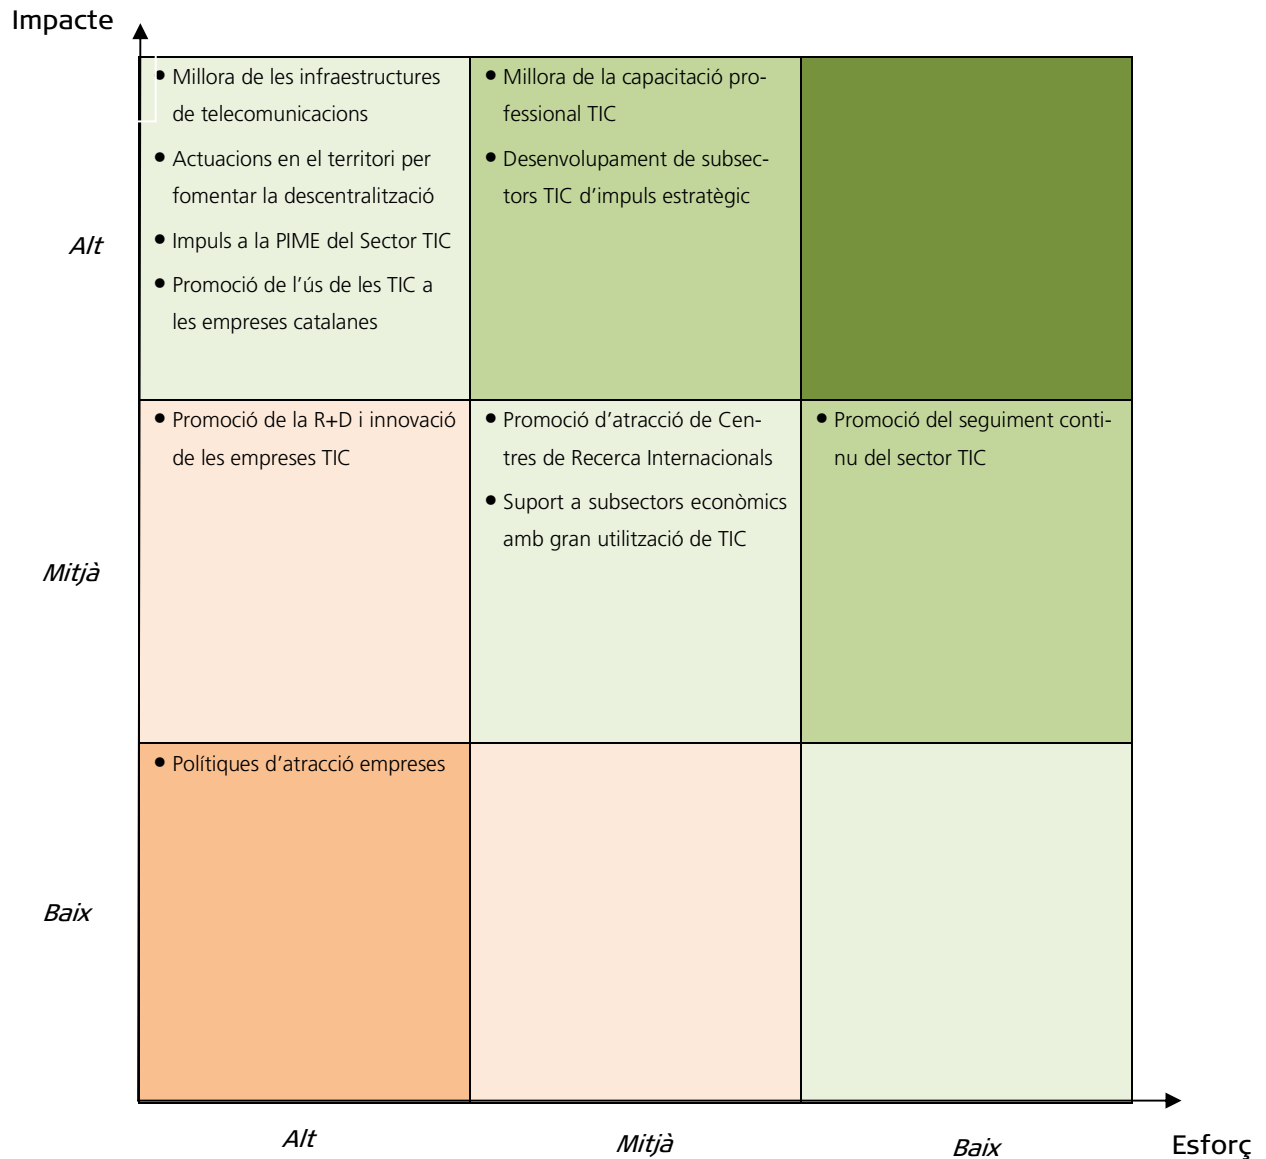 Impacte
• Millora de les infraestructures
de telecomunicacions
• Actuacions en el territori per
fomentar la descentralització
• Impuls a la PIME del Sector TIC
• Promoció de l'ús de les TIC a
les empreses catalanes
• Millora de la capacitació pro-
fessional TIC
• Desenvolupament de subsec-
tors TIC d'impuls estratègic
Alt
• Promoció de la R+D i innovació
de les empreses TIC
• Promoció d'atracció de Cen-
tres de Recerca Internacionals
• Suport a subsectors econòmics
amb gran utilització de TIC
• Promoció del seguiment conti-
nu del sector TIC
Mitjà
• Polítiques d'atracció empreses
Baix
Alt
Mitjà
Baix
Esforç